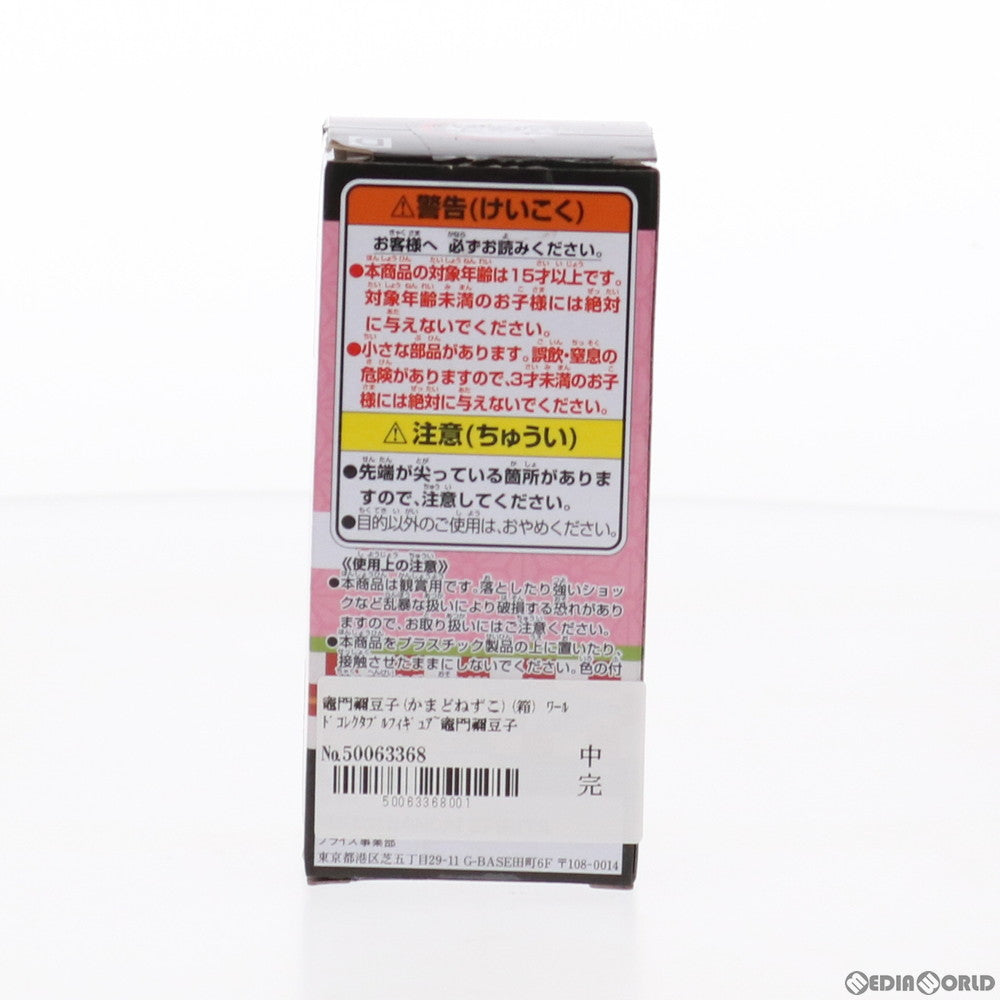 ⚠警告(けいこく)
お客様へ 必ずお読みください。
●本商品の対象年齢は15才以上です。
対象年齢未満のお子様には絶対
に与えないでください。
●小さな部品があります。誤飲・窒息の
危険がありますので、3才未満のお子
様には絶対に与えないでください。
⚠注意(ちゅうい)
●先端が尖っている箇所がありま
すので、注意してください。
●目的以外のご使用は、おやめください。
《使用上の注意》
●本商品は観賞用です。落としたり強いショッ
クなど乱暴な扱いにより破損する恐れがあり
ますので、お取り扱いにはご注意ください。
●本商品をプラスチック製品の上に置いたり、
接触させたままにしないでください。色の付
竈門禰豆子(かまどねずこ)(箱) ワール
ドコレクタブルフィギュア~竈門禰豆子
№50063368
中
完
50063368001
プライズ事業部
東京都港区芝五丁目29-11 G-BASE田町6F 〒108-0014
MEDIAWORLD